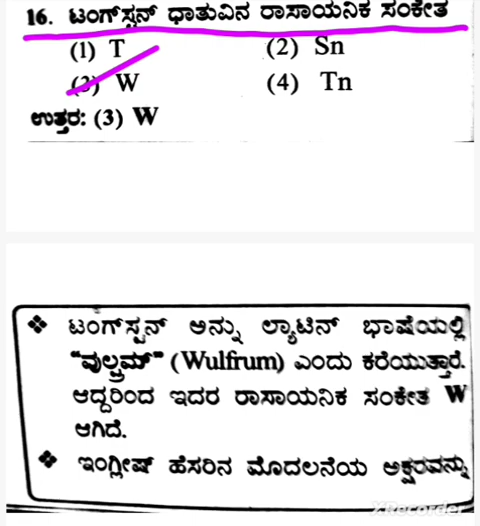 16. ಟಂಗ್‌ಸ್ಟನ್ ಧಾತುವಿನ ರಾಸಾಯನಿಕ ಸಂಕೇತ
(1) T (2) Sn
(3) W (4) Tn
ಉತ್ತರ: (3) W
❖ ಟಂಗ್‌ಸ್ಟನ್ ಅನ್ನು ಲ್ಯಾಟಿನ್ ಭಾಷೆಯಲ್ಲಿ
"ವುಲ್ಫ್ರಮ್" (Wulfrum) ಎಂದು ಕರೆಯುತ್ತಾರೆ.
ಆದ್ದರಿಂದ ಇದರ ರಾಸಾಯನಿಕ ಸಂಕೇತ W
ಆಗಿದೆ.
❖ ಇಂಗ್ಲೀಷ್ ಹೆಸರಿನ ಮೊದಲನೆಯ ಅಕ್ಷರವನ್ನು
XRecorder